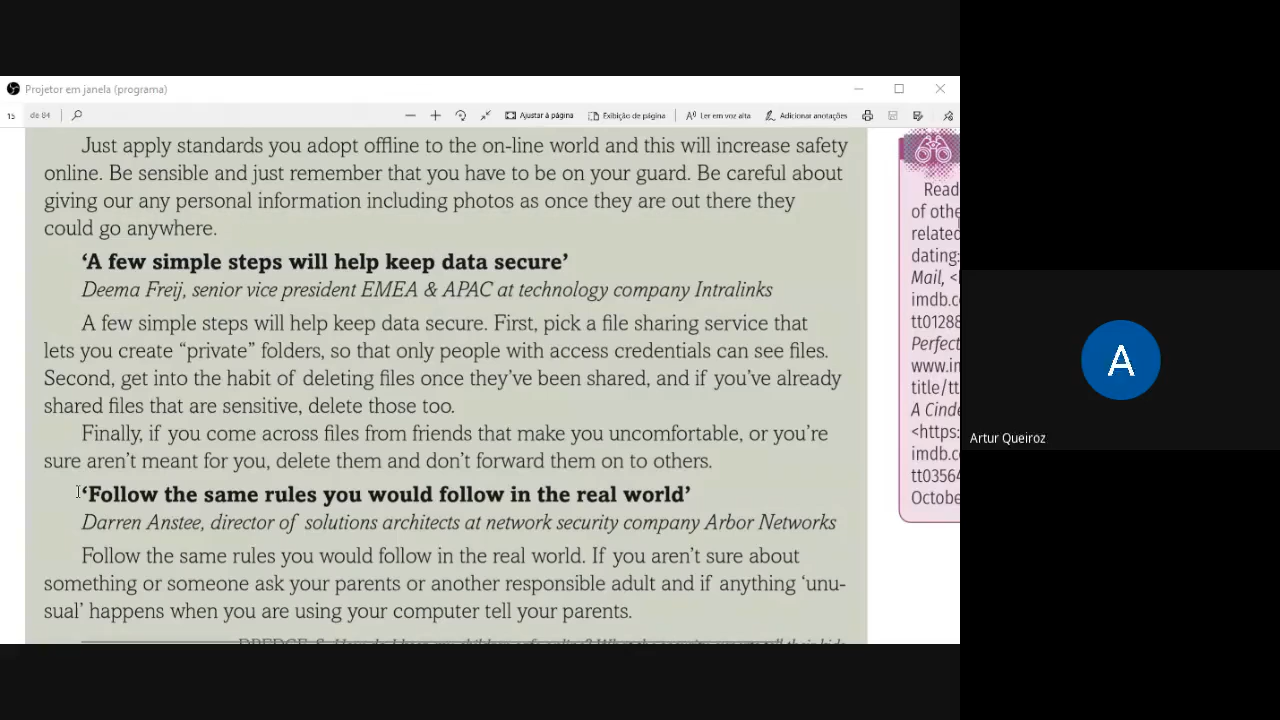 Projetor em janela (programa)
15 de 84 Ajustar à página Exibição de página Ler em voz alta Adicionar anotações
Just apply standards you adopt offline to the on-line world and this will increase safety
online. Be sensible and just remember that you have to be on your guard. Be careful about
giving our any personal information including photos as once they are out there they
could go anywhere.
‘A few simple steps will help keep data secure’
Deema Freij, senior vice president EMEA & APAC at technology company Intralinks
A few simple steps will help keep data secure. First, pick a file sharing service that
lets you create “private” folders, so that only people with access credentials can see files.
Second, get into the habit of deleting files once they’ve been shared, and if you’ve already
shared files that are sensitive, delete those too.
Finally, if you come across files from friends that make you uncomfortable, or you’re
sure aren’t meant for you, delete them and don’t forward them on to others.
‘Follow the same rules you would follow in the real world’
Darren Anstee, director of solutions architects at network security company Arbor Networks
Follow the same rules you would follow in the real world. If you aren’t sure about
something or someone ask your parents or another responsible adult and if anything ‘unu-
sual’ happens when you are using your computer tell your parents.
Read
of othe
related
dating:
Mail, <
imdb.c
tt01288
Perfect
www.im
title/tt
A Cinde
<https:
imdb.c
tt03564
October
A
Artur Queiroz